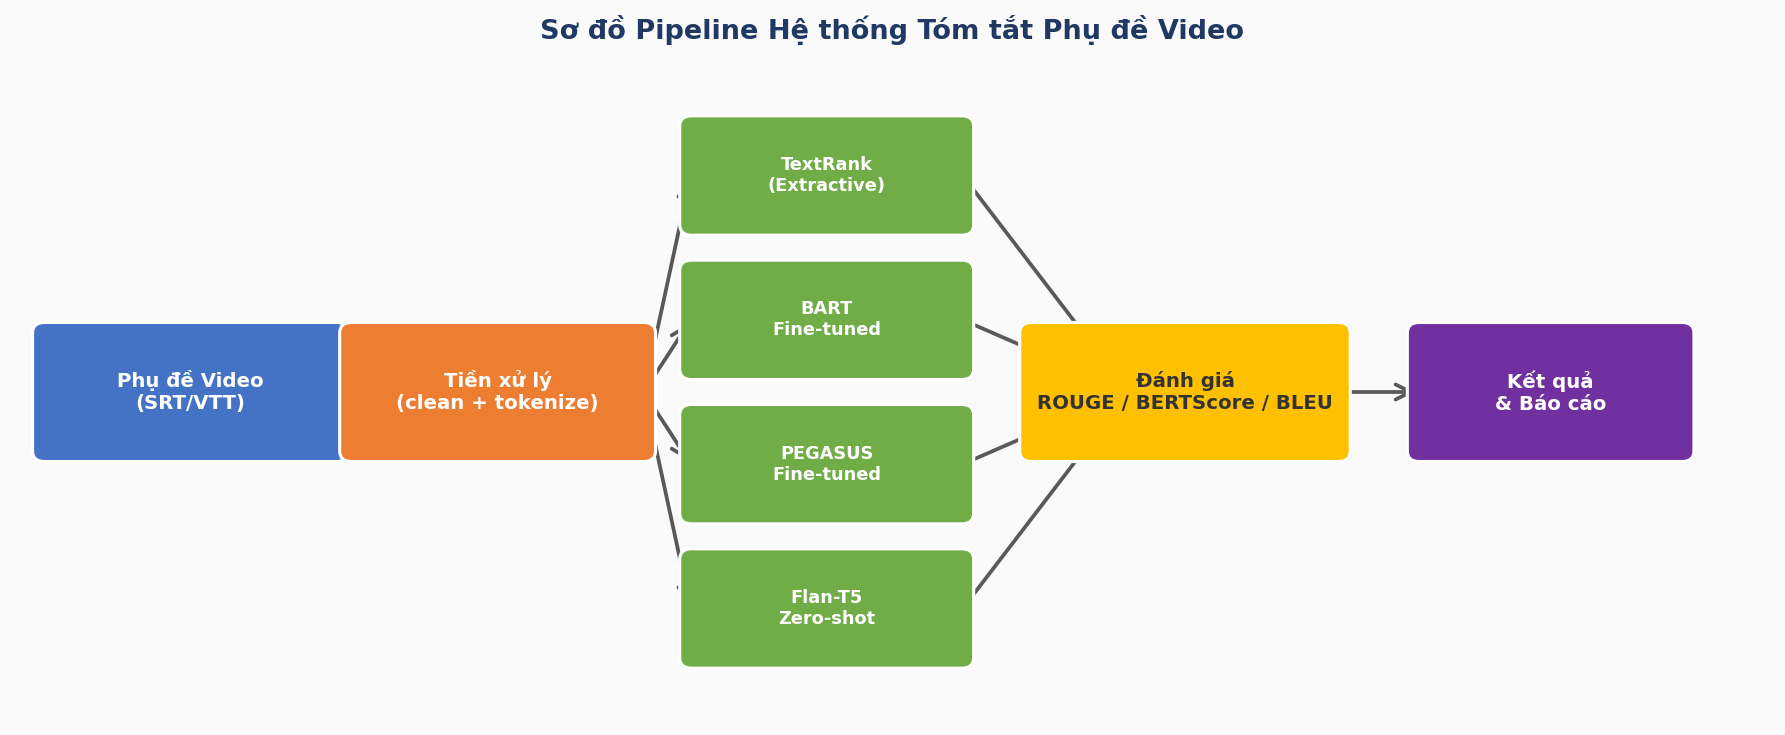 Sơ đồ Pipeline Hệ thống Tóm tắt Phụ đề Video
Phụ đề Video
(SRT/VTT)
Tiền xử lý
(clean + tokenize)
TextRank
(Extractive)
BART
Fine-tuned
PEGASUS
Fine-tuned
Flan-T5
Zero-shot
Đánh giá
ROUGE / BERTScore / BLEU
Kết quả
& Báo cáo